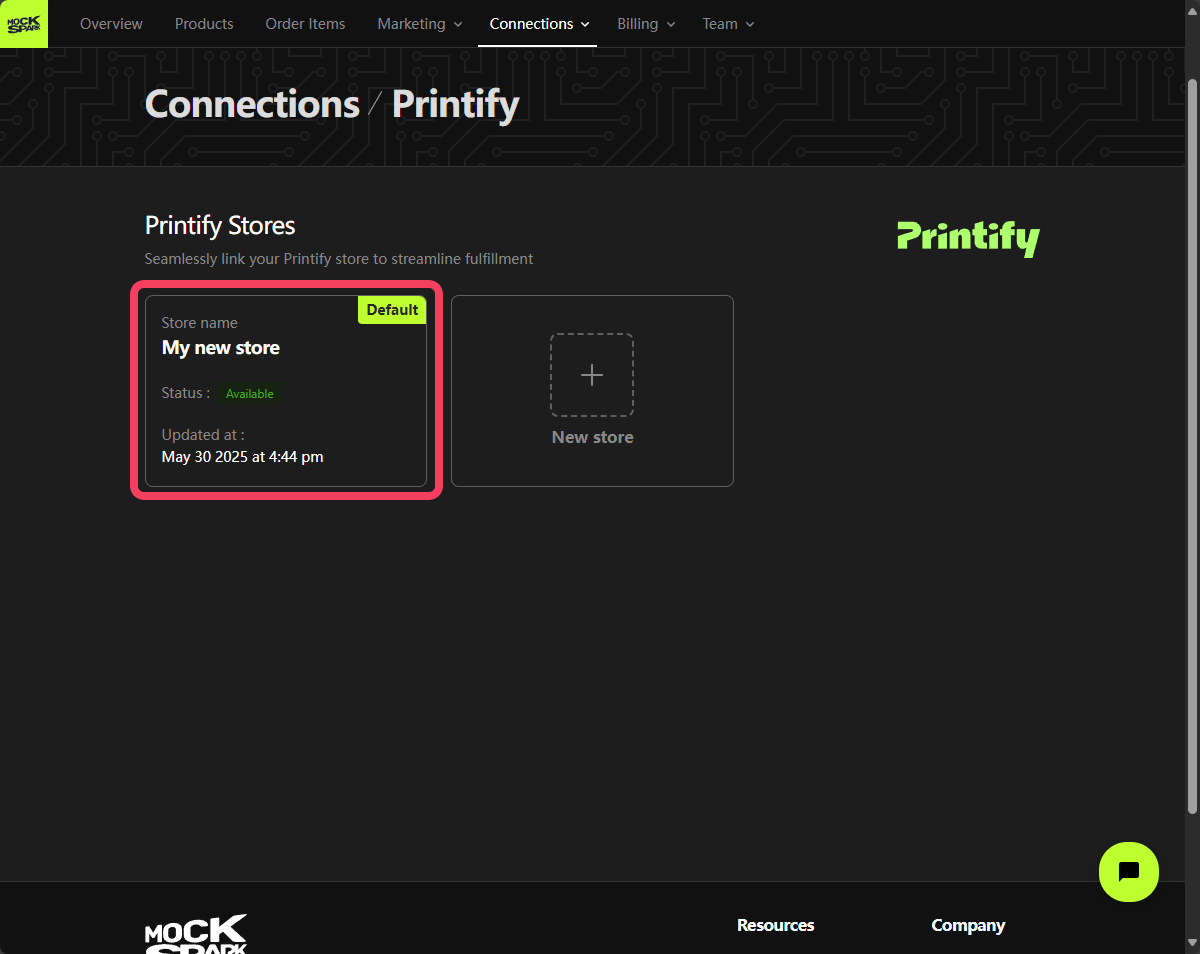 MOCK
SPARK
Overview
Products
Order Items
Marketing
Connections
Billing
Team
Connections / Printify
Printify Stores
Seamlessly link your Printify store to streamline fulfillment
Printify
Default
Store name
My new store
Status : Available
Updated at :
May 30 2025 at 4:44 pm
New store
MOCK
SPARK
Resources
Company